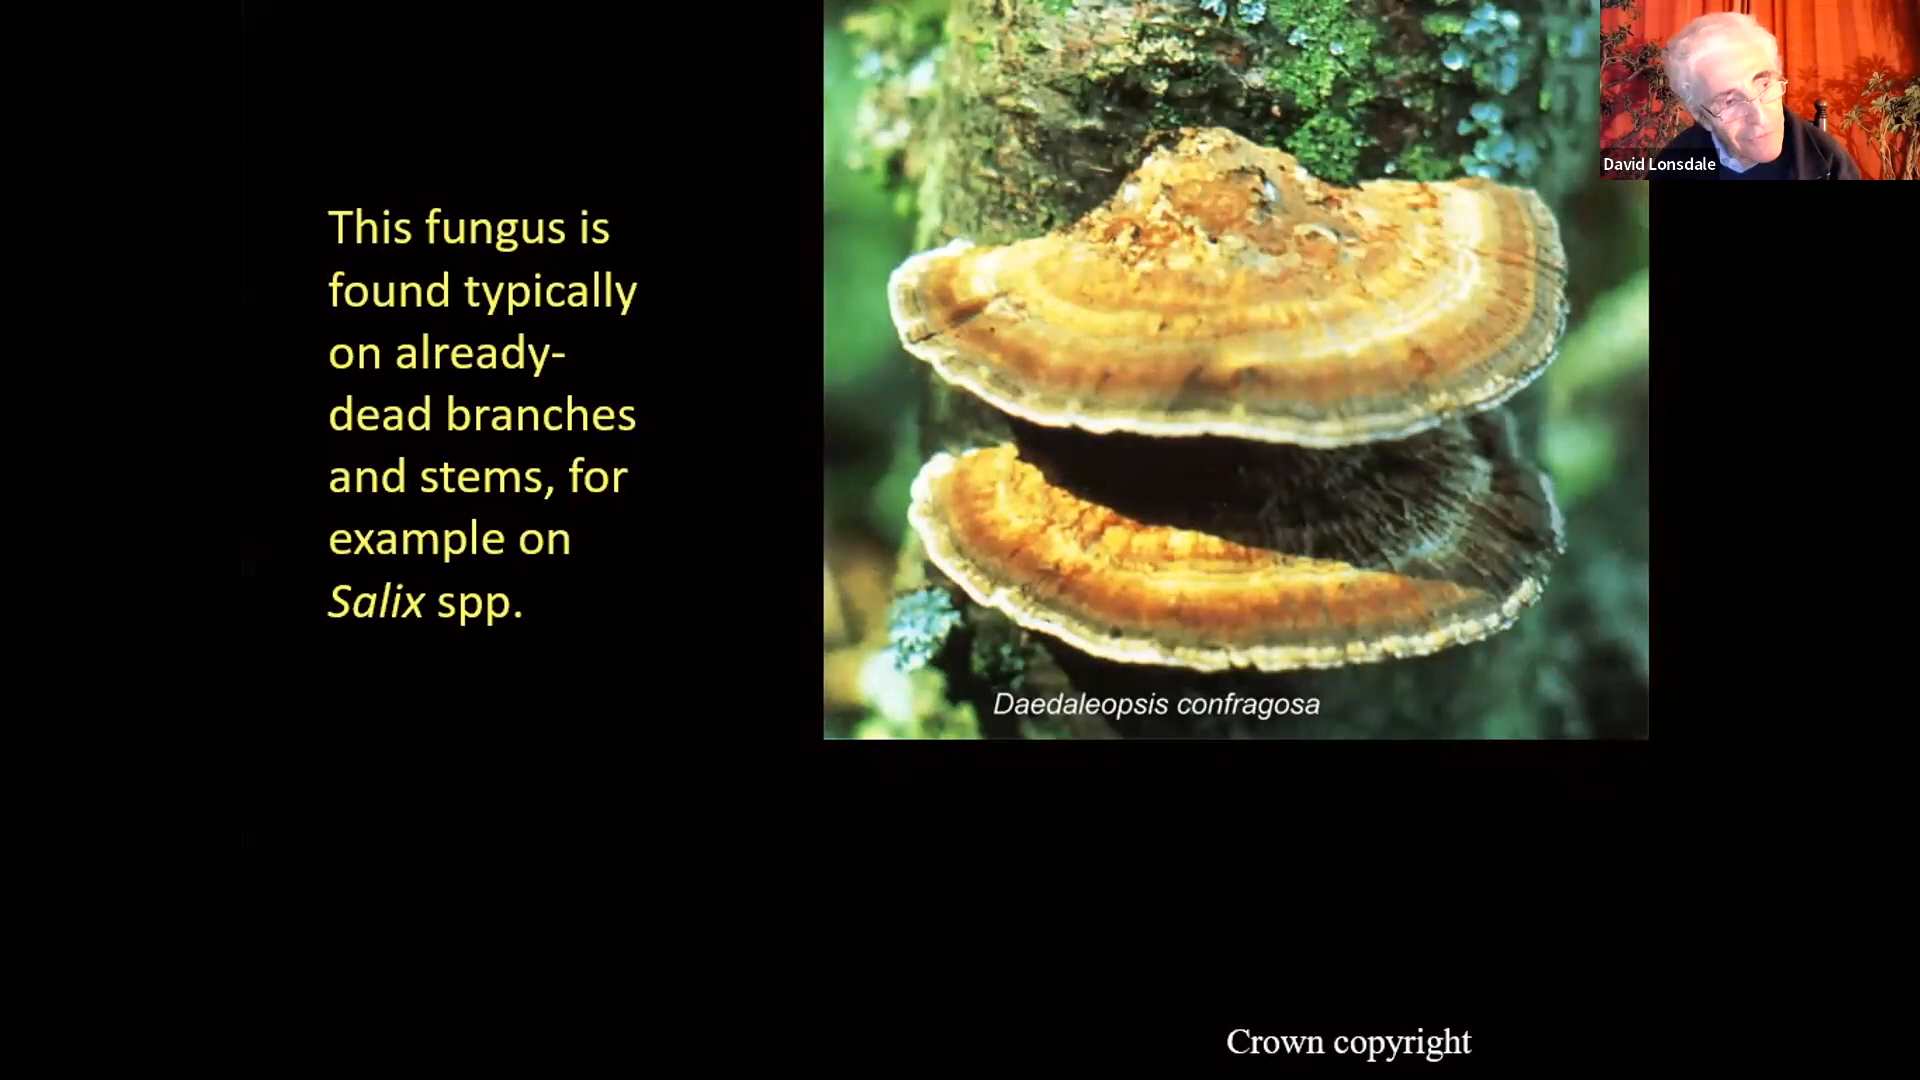 David Lonsdale
This fungus is
found typically
on already-
dead branches
and stems, for
example on
Salix spp.
Daedaleopsis confragosa
Crown copyright